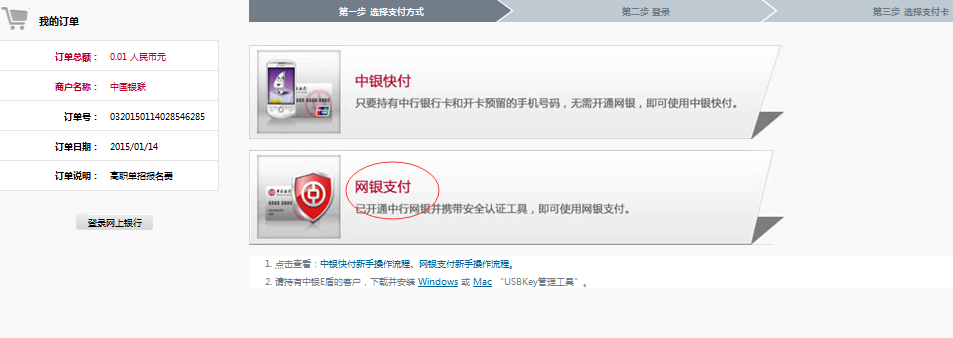 我的订单
订单总额： 0.01 人民币元
商户名称： 中国银联
订单号： 0320150114028546285
订单日期： 2015/01/14
订单说明： 高职单招报名费
登录网上银行
第一步 选择支付方式
第二步 登录
第三步 选择支付卡
中银快付
只要持有中行银行卡和开卡预留的手机号码，无需开通网银，即可使用中银快付。
网银支付
已开通中行网银并携带安全认证工具，即可使用网银支付。
1. 点击查看：中银快付新手操作流程、网银支付新手操作流程。
2. 请持有中银E盾的客户，下载并安装 Windows 或 Mac “USBKey管理工具”。